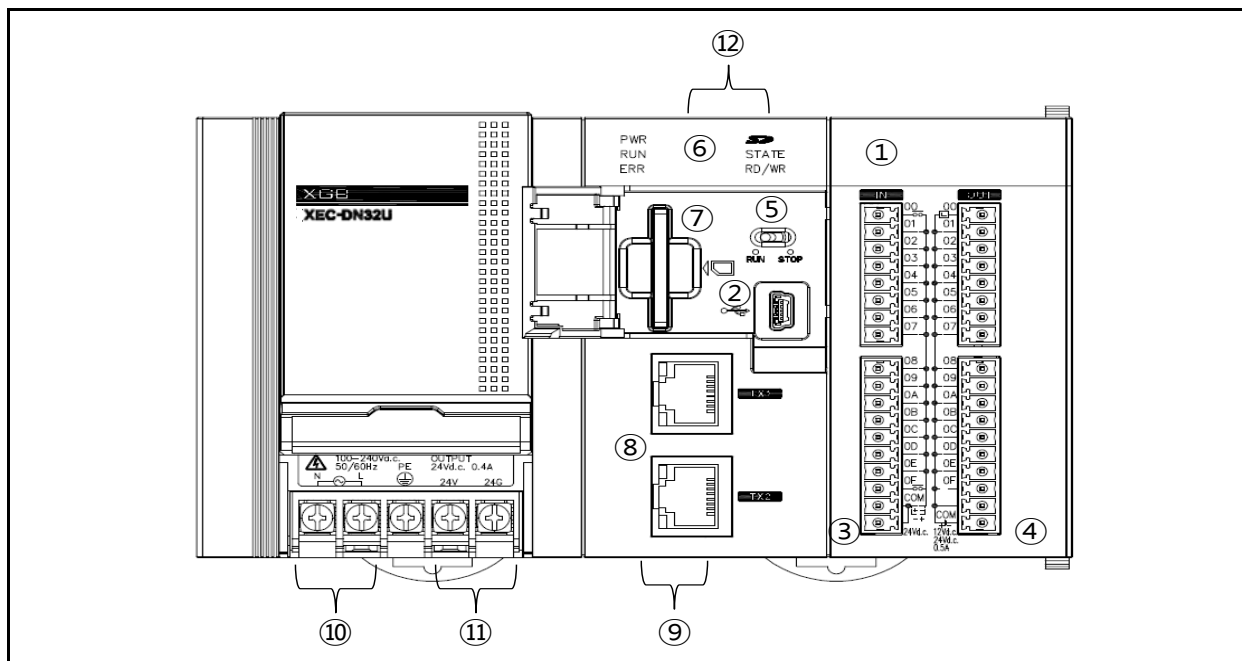 ⑫
PWR
RUN
ERR
⑥
SD
STATE
RD/WR
①
XGB
XEC-DN32U
⑦
⑤
RUN
STOP
②
IN
OUT
00
01
02
03
04
05
06
07
08
09
0A
0B
0C
0D
0E
0F
COM
24Vd.c.
00
01
02
03
04
05
06
07
08
09
0A
0B
0C
0D
0E
0F
COM
12Vd.c.
24Vd.c.
0.5A
③
④
⑧
TX2
100-240Va.c.
50/60Hz
N
L
PE
OUTPUT
24Vd.c. 0.4A
24V
24G
⑩
⑪
⑨